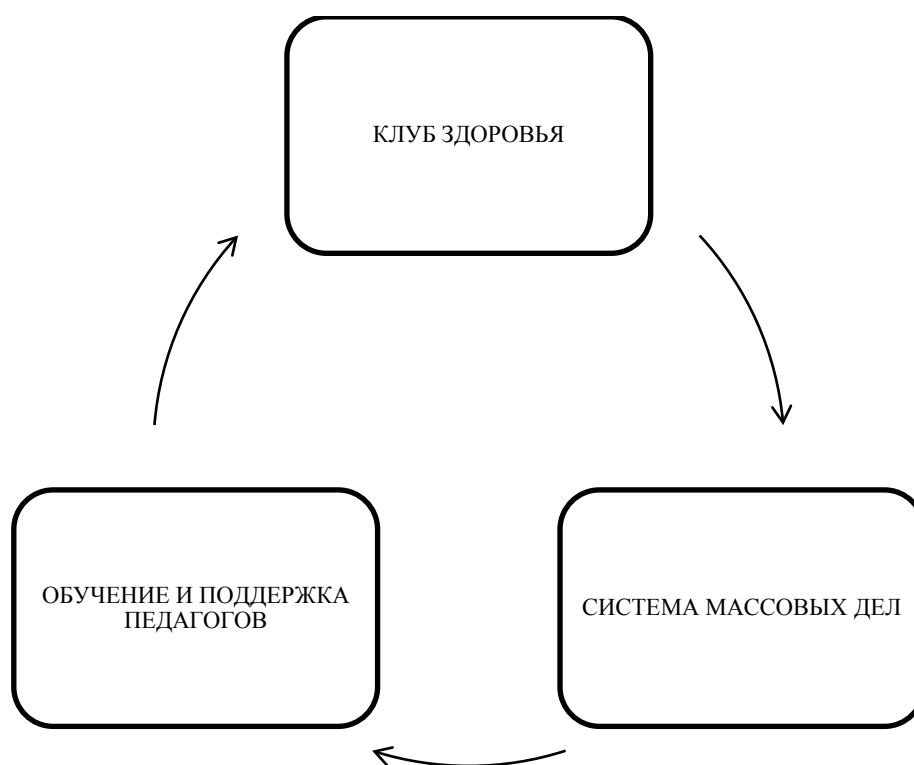 КЛУБ ЗДОРОВЬЯ
ОБУЧЕНИЕ И ПОДДЕРЖКА
ПЕДАГОГОВ
СИСТЕМА МАССОВЫХ ДЕЛ